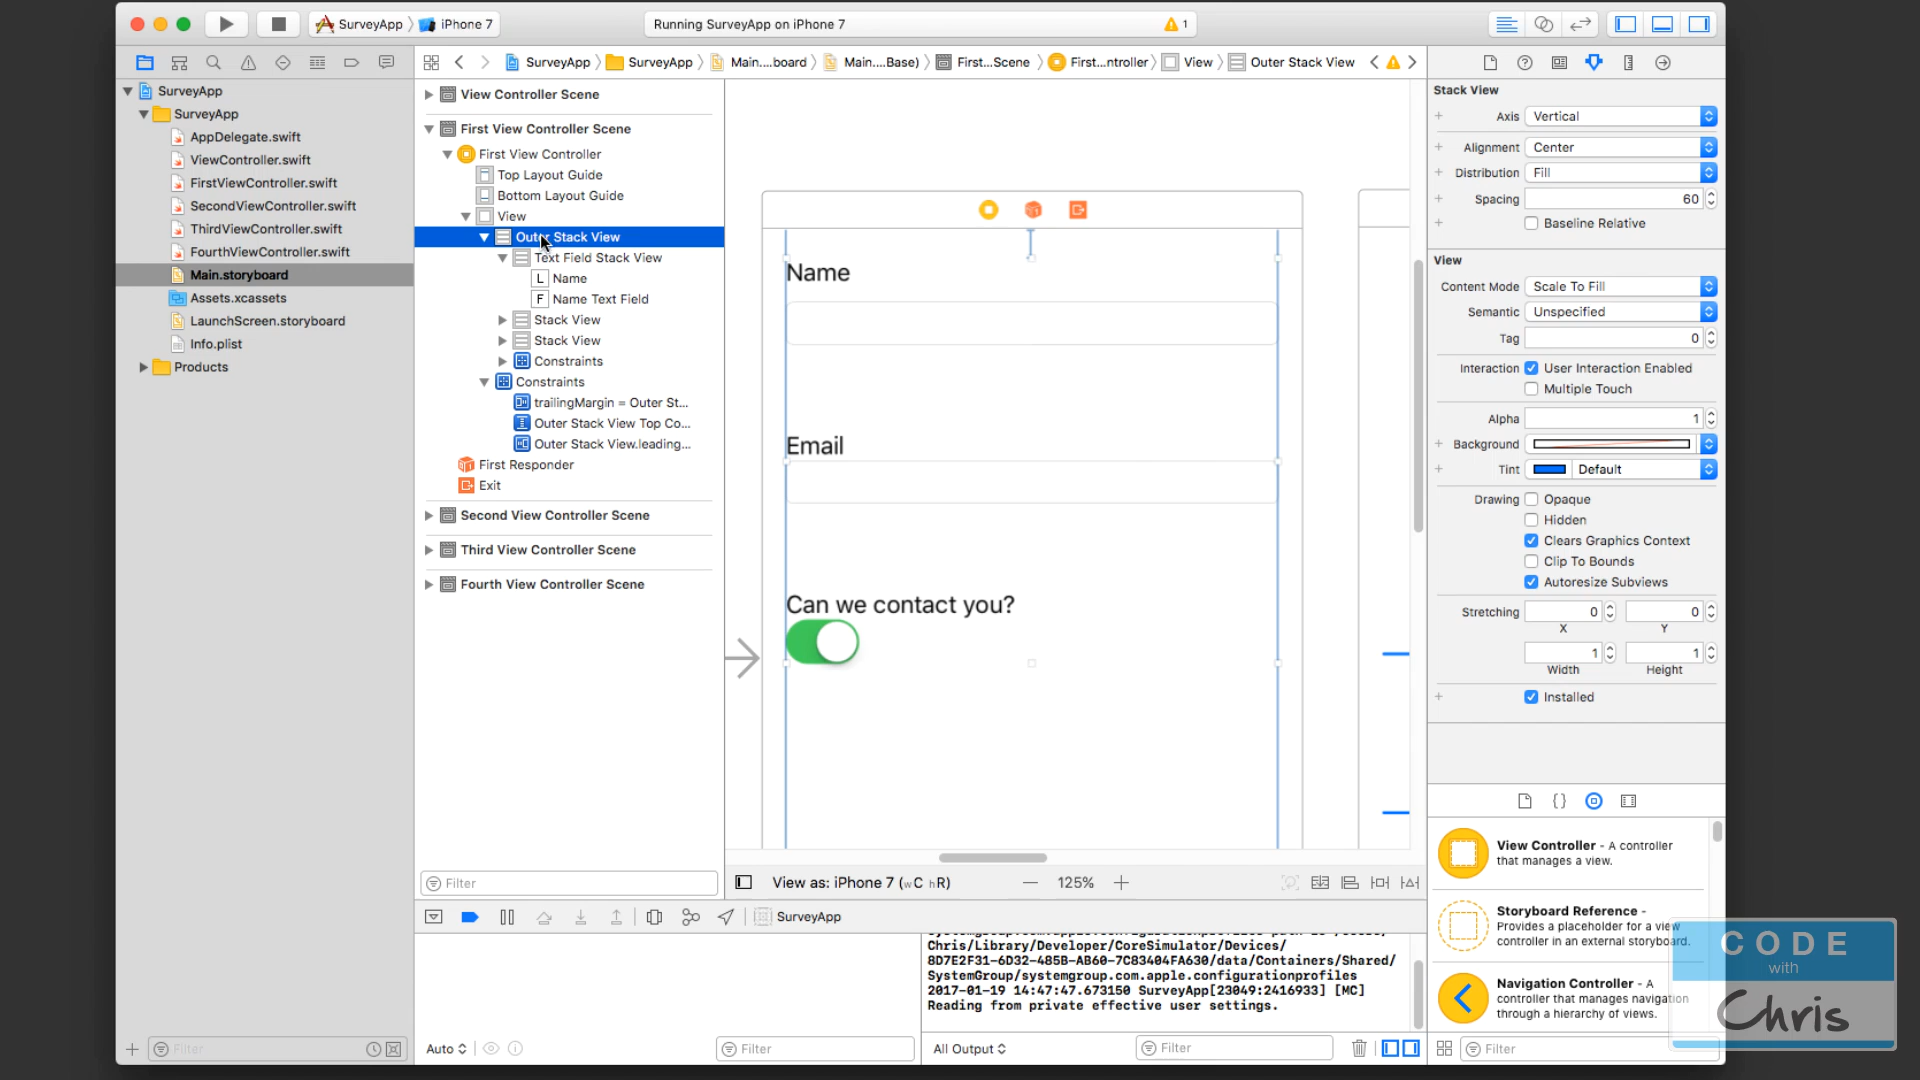 SurveyApp
iPhone 7
Running SurveyApp on iPhone 7
1
SurveyApp
SurveyApp
Main....board
Main....Base)
First...Scene
First...ntroller
View
Outer Stack View
SurveyApp
SurveyApp
AppDelegate.swift
ViewController.swift
FirstViewController.swift
SecondViewController.swift
ThirdViewController.swift
FourthViewController.swift
Main.storyboard
Assets.xcassets
LaunchScreen.storyboard
Info.plist
Products
Filter
View Controller Scene
First View Controller Scene
First View Controller
Top Layout Guide
Bottom Layout Guide
View
Outer Stack View
Text Field Stack View
L Name
F Name Text Field
Stack View
Stack View
Constraints
Constraints
trailingMargin = Outer St...
Outer Stack View Top Co...
Outer Stack View.leading...
First Responder
Exit
Second View Controller Scene
Third View Controller Scene
Fourth View Controller Scene
Filter
Name
Email
Can we contact you?
View as: iPhone 7 (wC hR)
125%
SurveyApp
Chris/Library/Developer/CoreSimulator/Devices/
8D7E2F31-6D32-485B-AB60-7C83404FA630/data/Containers/Shared/
SystemGroup/systemgroup.com.apple.configurationprofiles
2017-01-19 14:47:47.673150 SurveyApp[23049:2416933] [MC]
Reading from private effective user settings.
Auto
Filter
All Output
Filter
Stack View
Axis Vertical
Alignment Center
Distribution Fill
Spacing 60
Baseline Relative
View
Content Mode Scale To Fill
Semantic Unspecified
Tag 0
Interaction User Interaction Enabled
Multiple Touch
Alpha 1
Background
Tint Default
Drawing Opaque
Hidden
Clears Graphics Context
Clip To Bounds
Autoresize Subviews
Stretching 0 0
X Y
1 1
Width Height
Installed
View Controller - A controller
that manages a view.
Storyboard Reference -
Provides a placeholder for a view
controller in an external storyboard.
Navigation Controller - A
controller that manages navigation
through a hierarchy of views.
Filter
CODE
with
Chris